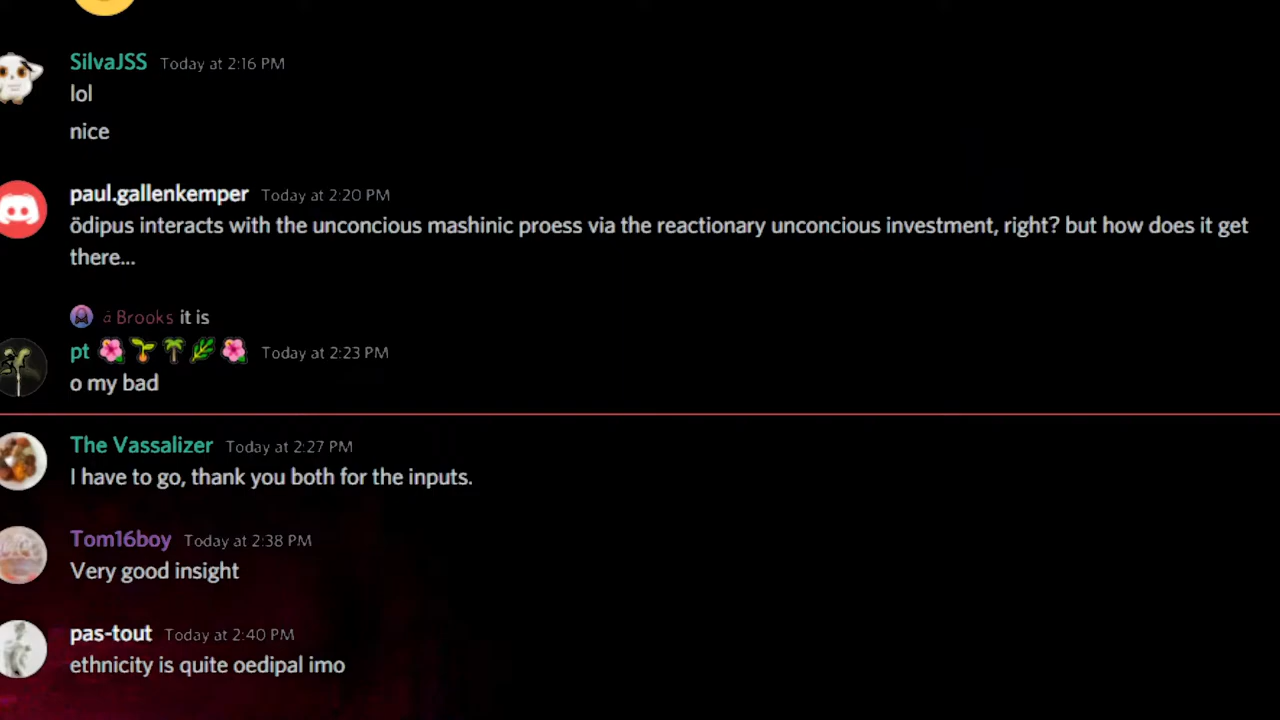 SilvaJSS Today at 2:16 PM
lol
nice
paul.gallenkemper Today at 2:20 PM
ödipus interacts with the unconcious mashinic proess via the reactionary unconcious investment, right? but how does it get
there...
Brooks it is
pt Today at 2:23 PM
o my bad
The Vassalizer Today at 2:27 PM
I have to go, thank you both for the inputs.
Tom16boy Today at 2:38 PM
Very good insight
pas-tout Today at 2:40 PM
ethnicity is quite oedipal imo